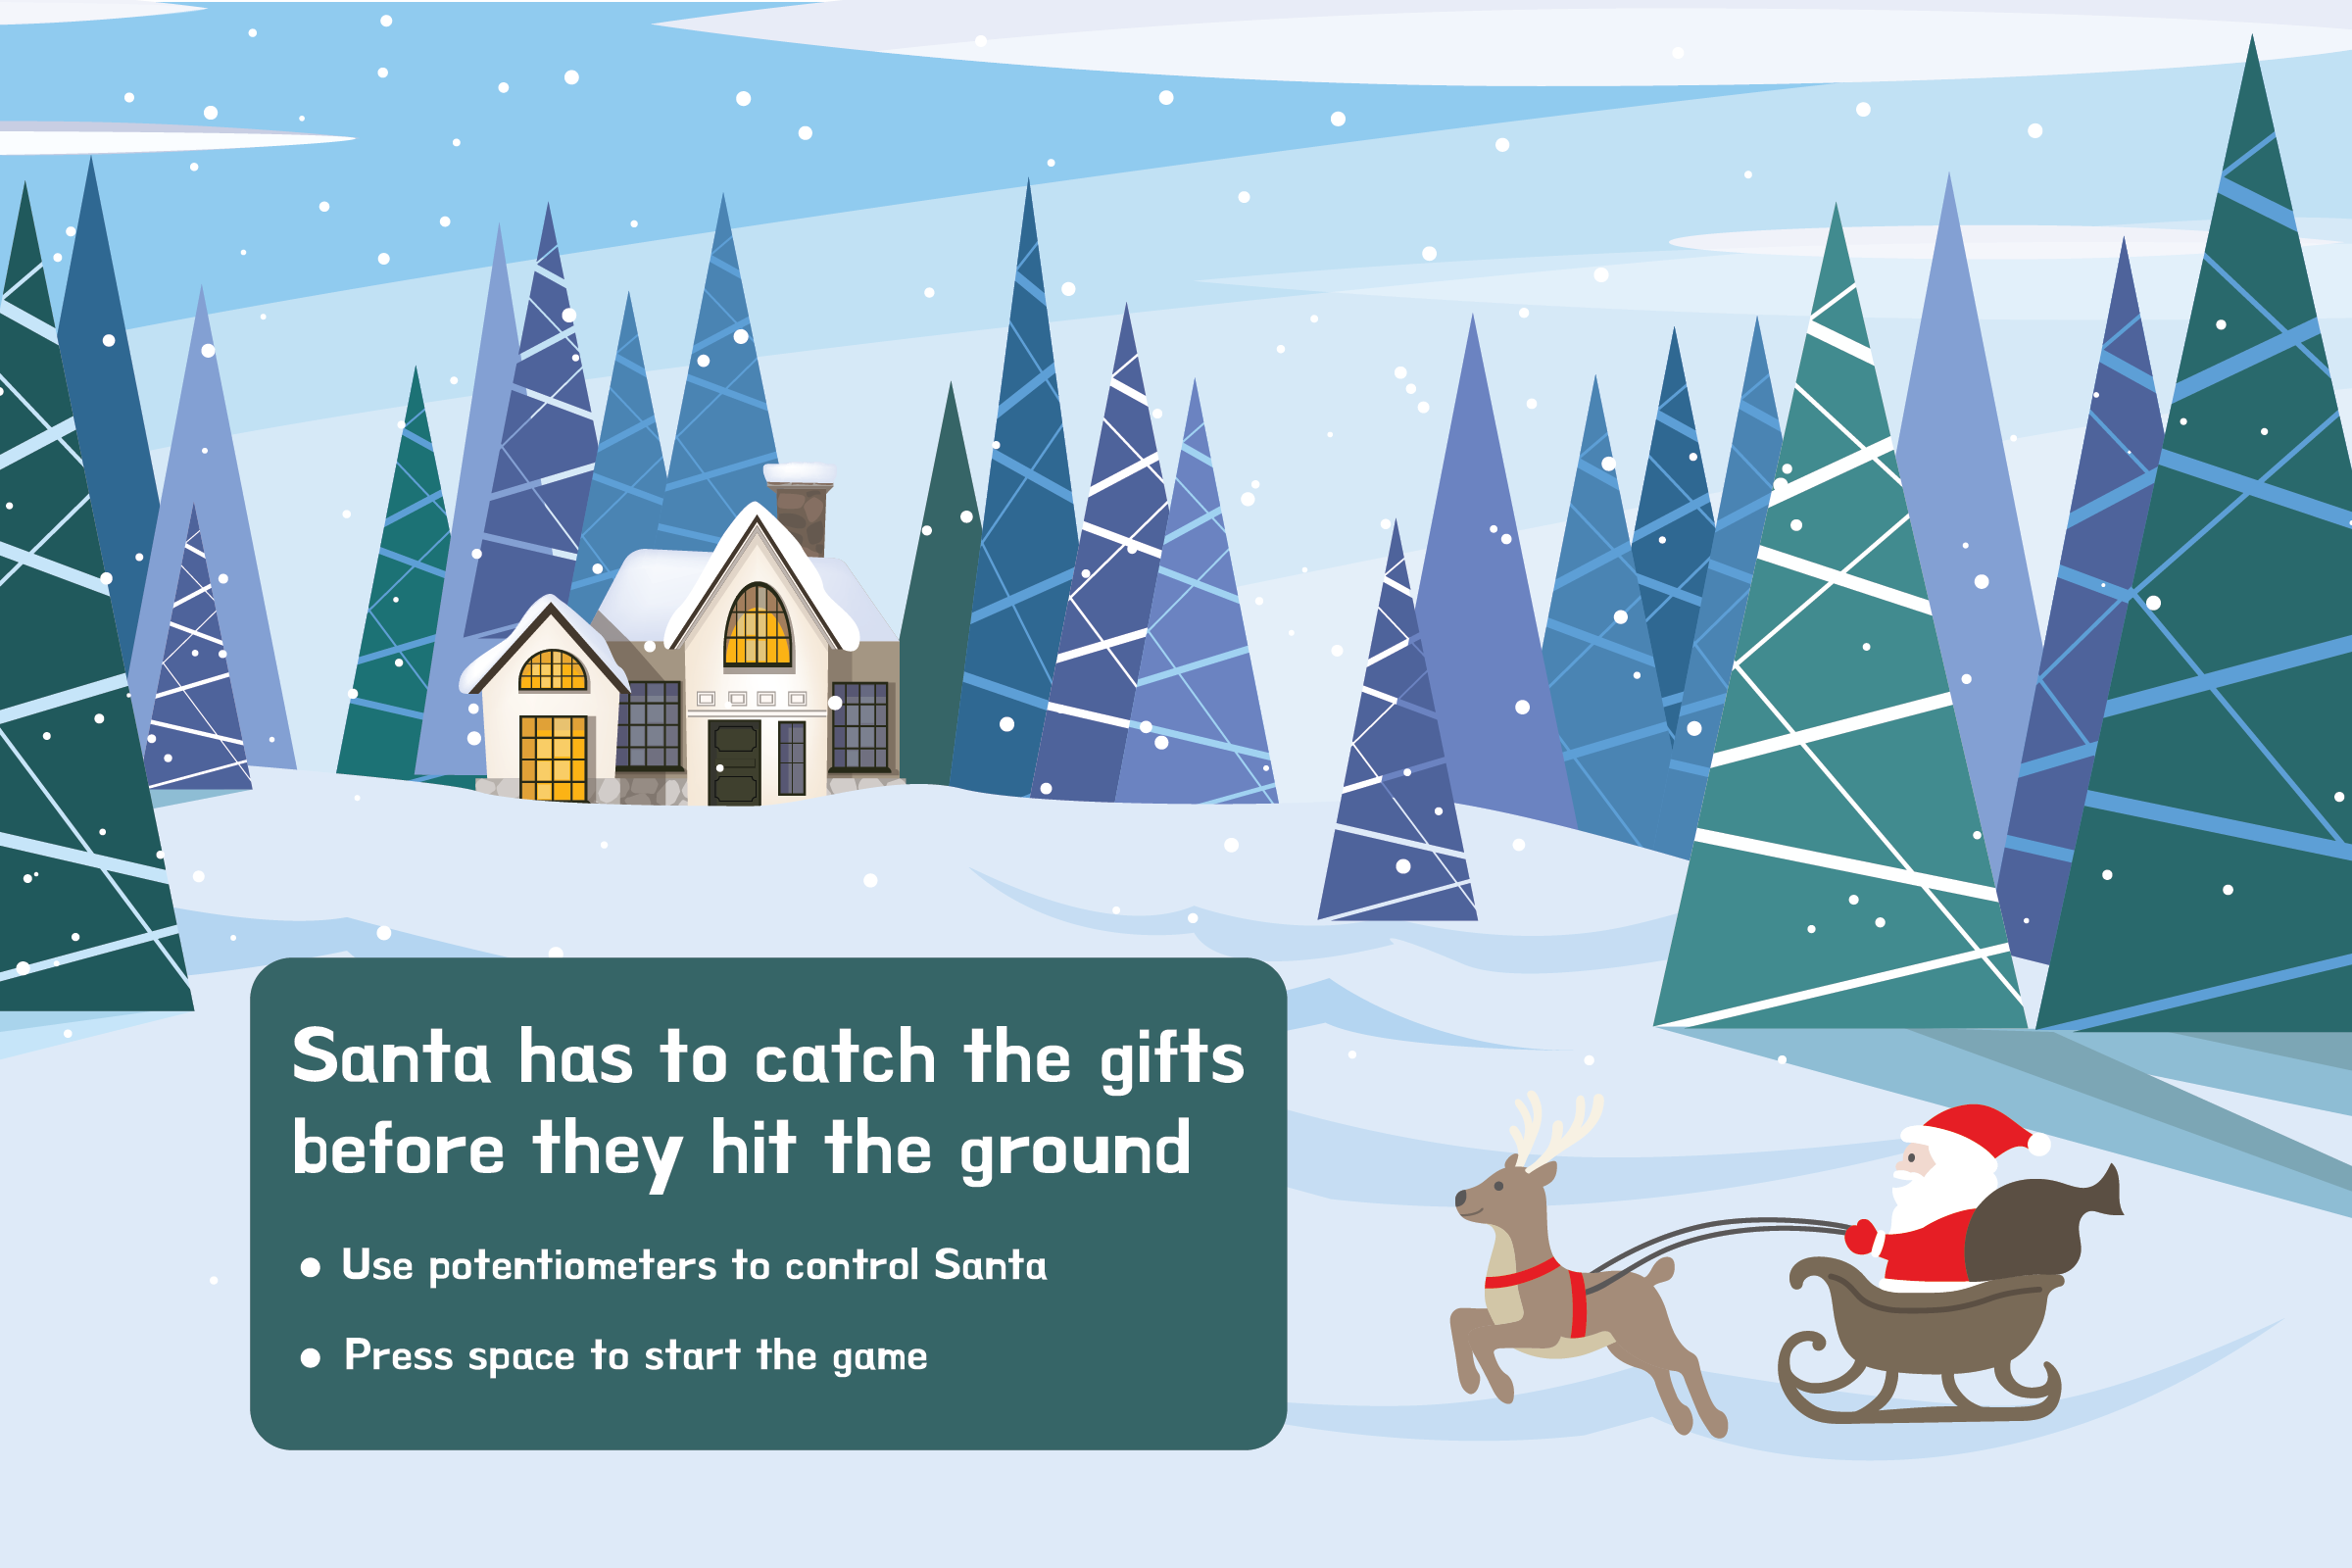 Santa has to catch the gifts
before they hit the ground
• Use potentiometers to control Santa
• Press space to start the game